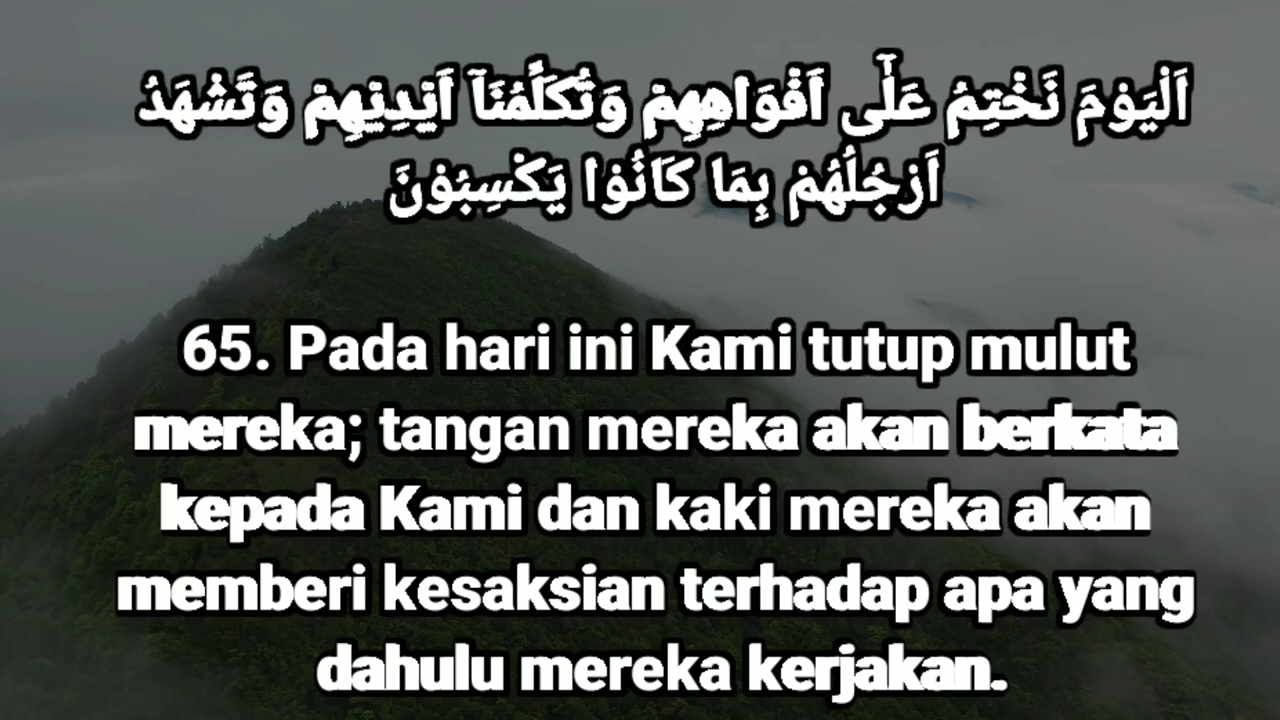 اَلْيَوْمَ نَخْتِمُ عَلٰٓى اَفْوَاهِهِمْ وَتُكَلِّمُنَآ اَيْدِيْهِمْ وَتَشْهَدُ
اَرْجُلُهُمْ بِمَا كَانُوْا يَكْسِبُوْنَ
65. Pada hari ini Kami tutup mulut
mereka; tangan mereka akan berkata
kepada Kami dan kaki mereka akan
memberi kesaksian terhadap apa yang
dahulu mereka kerjakan.